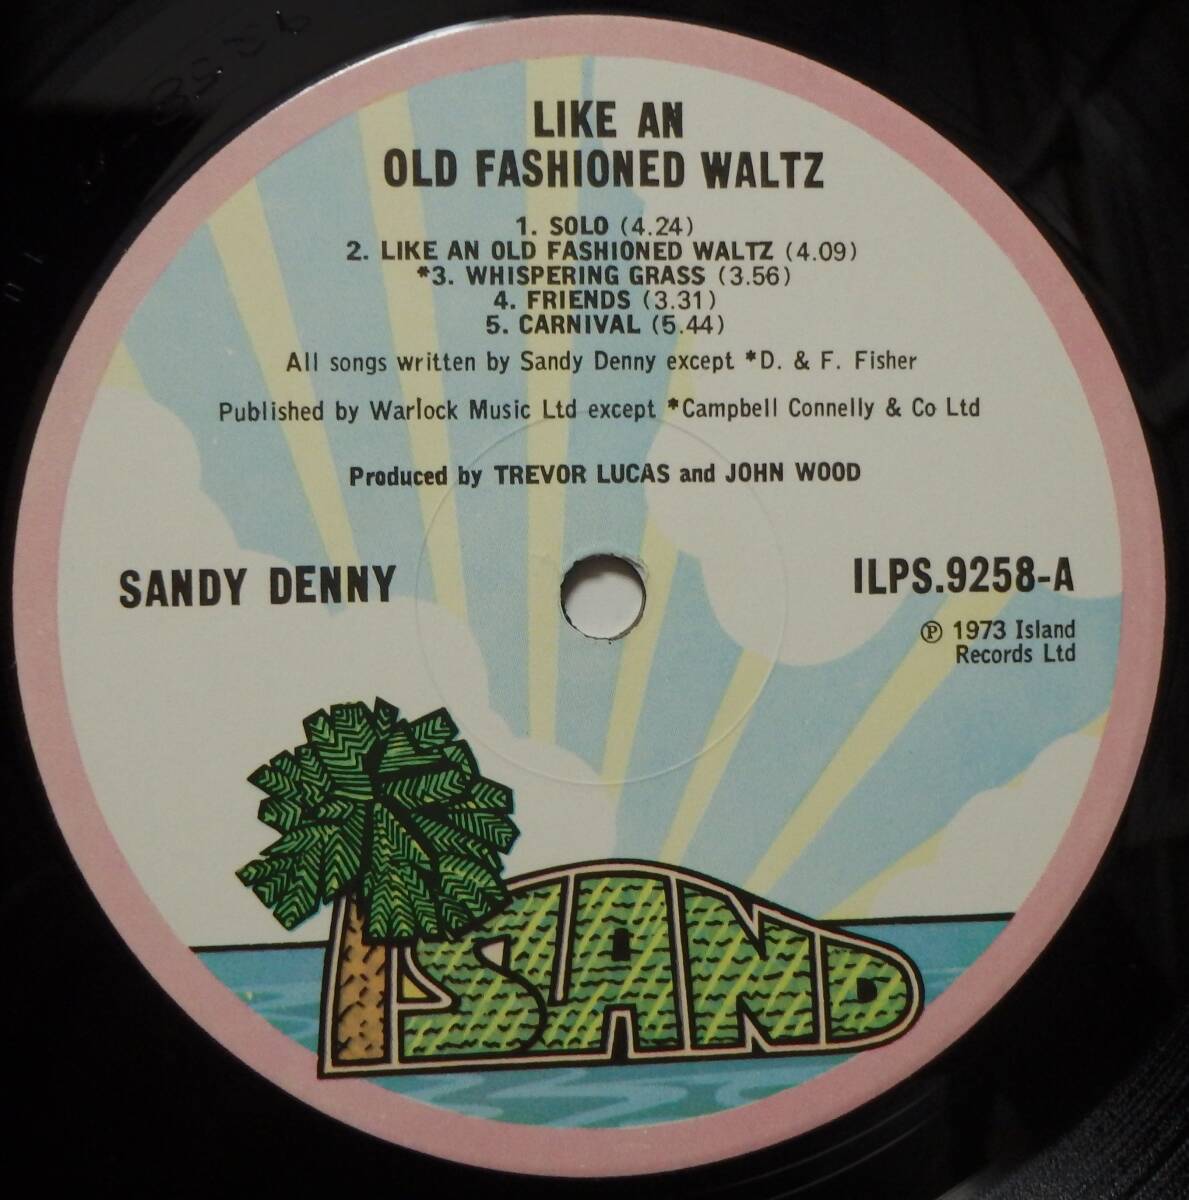 LIKE AN
OLD FASHIONED WALTZ
1. SOLO (4.24)
2. LIKE AN OLD FASHIONED WALTZ (4.09)
*3. WHISPERING GRASS (3.56)
4. FRIENDS (3.31)
5. CARNIVAL (5.44)
All songs written by Sandy Denny except *D. & F. Fisher
Published by Warlock Music Ltd except *Campbell Connelly & Co Ltd
Produced by TREVOR LUCAS and JOHN WOOD
SANDY DENNY
ILPS.9258-A
℗ 1973 Island
Records Ltd
ISLAND